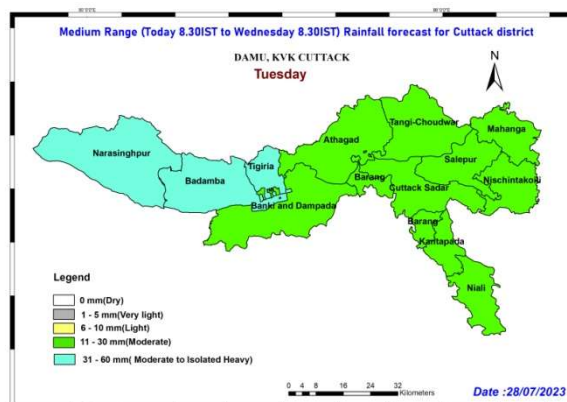 Medium Range (Today 8.30IST to Wednesday 8.30IST) Rainfall forecast for Cuttack district
DAMU, KVK CUTTACK
Tuesday
N
Narasinghpur
Badamba
Tigiria
Athagad
Tangi-Choudwar
Mahanga
Salepur
Barang
Cuttack Sadar
Nischintakoili
Banki and Dampada
Barang
Kantapada
Niali
Legend
0 mm(Dry)
1 - 5 mm(Very light)
6 - 10 mm(Light)
11 - 30 mm(Moderate)
31 - 60 mm( Moderate to Isolated Heavy)
0 4 8 16 24 32
Kilometers
Date :28/07/2023